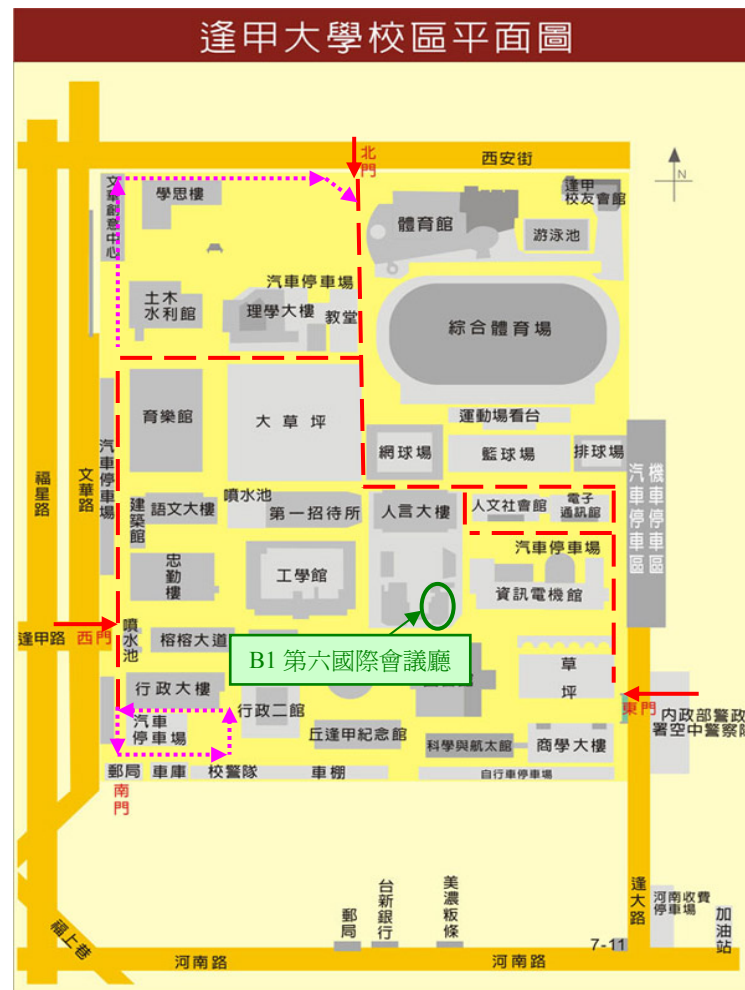 逢甲大學校區平面圖
北門
西安街
N
文華創意中心
學思樓
體育館
逢甲
校友會館
游泳池
汽車停車場
土木
水利館
理學大樓
教堂
綜合體育場
育樂館
大草坪
運動場看台
網球場
籃球場
排球場
福星路
文華路
汽車停車場
機車停車區
汽車停車區
建築館
語文大樓
噴水池
第一招待所
人言大樓
人文社會館
電子
通訊館
忠勤樓
工學館
汽車停車場
資訊電機館
逢甲路
西門
噴水池
榕榕大道
B1 第六國際會議廳
草坪
行政大樓
行政二館
汽車
停車場
丘逢甲紀念館
科學與航太館
商學大樓
東門
內政部警政
署空中警察隊
郵局
車庫
校警隊
車棚
自行車停車場
南門
福上巷
郵局
台新銀行
美濃粄條
7-11
逢大路
河南收費
停車場
加油站
河南路
河南路